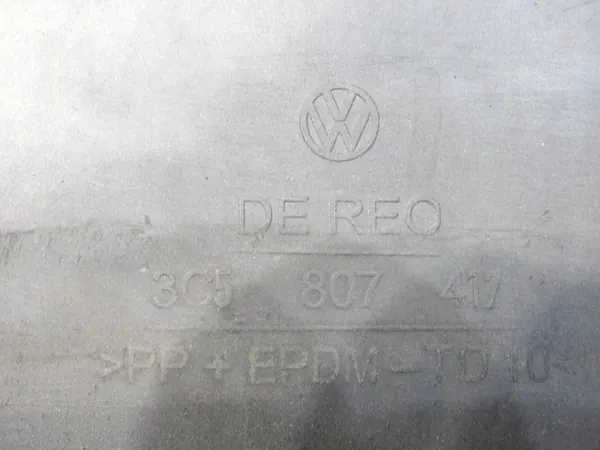 DE REO
3C5 807 417
>PP + EPDM - TD 10<